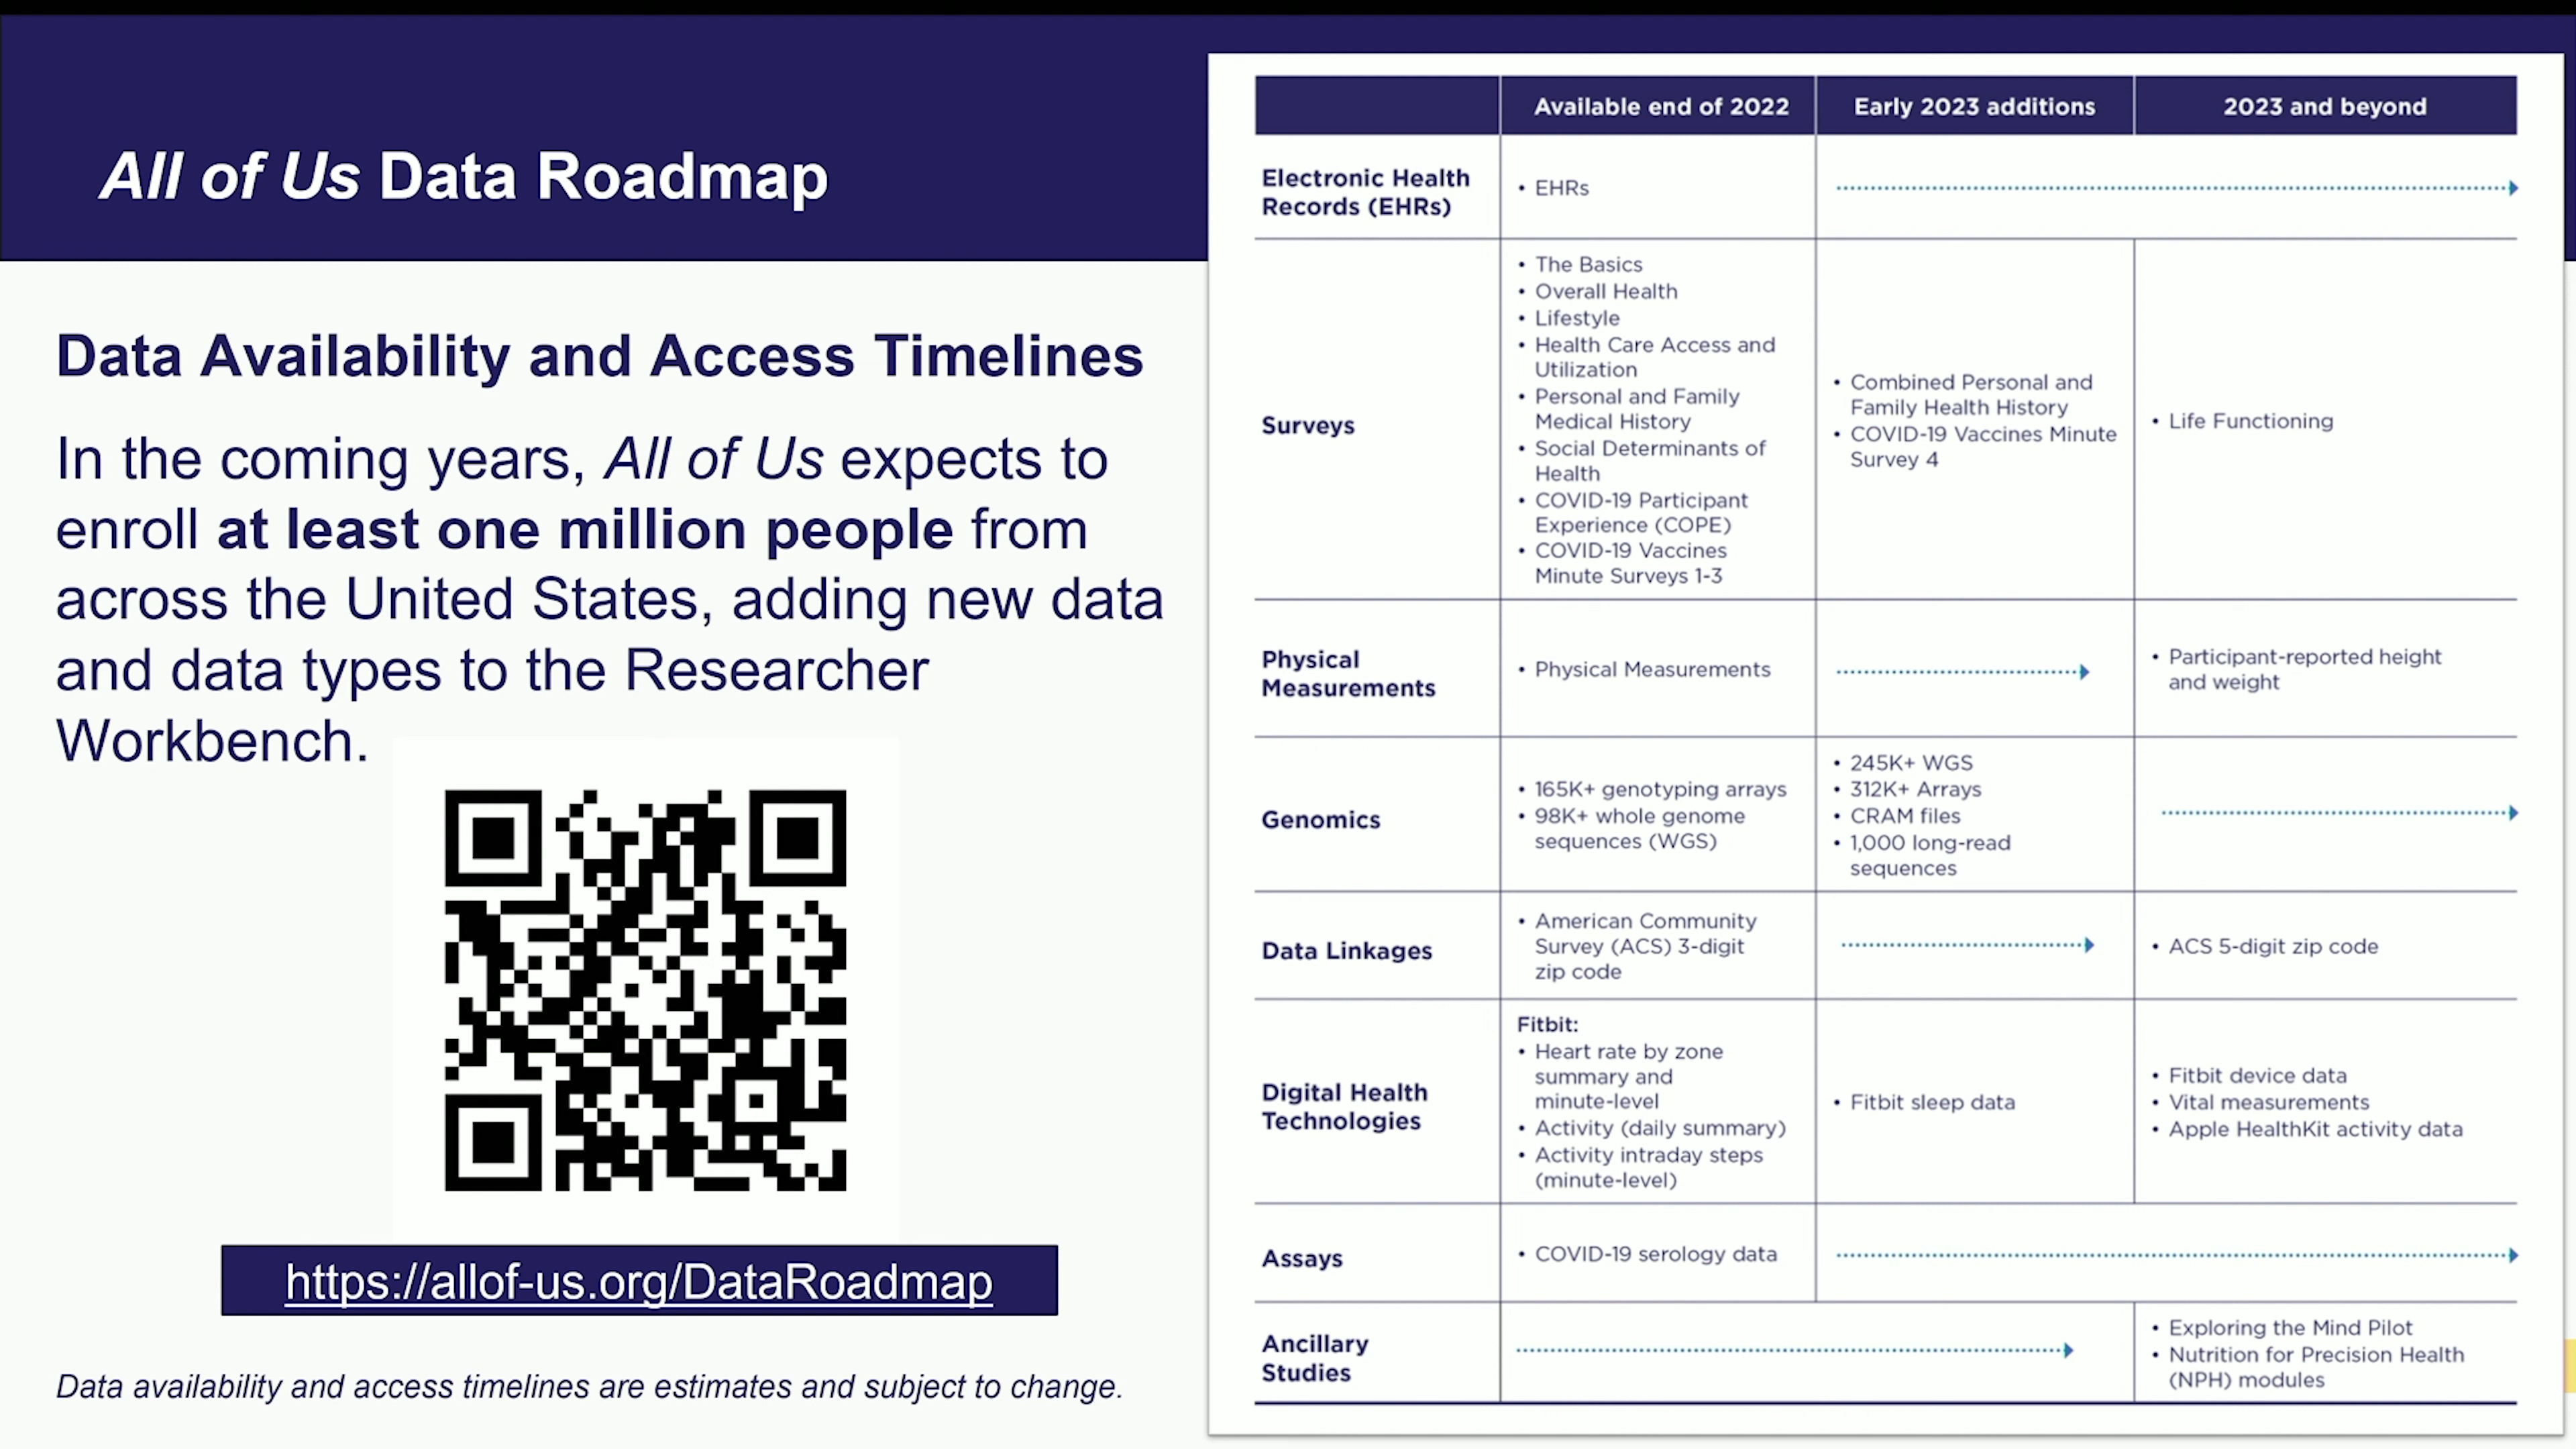 All of Us Data Roadmap
Data Availability and Access Timelines
In the coming years, All of Us expects to
enroll at least one million people from
across the United States, adding new data
and data types to the Researcher
Workbench.
https://allof-us.org/DataRoadmap
Data availability and access timelines are estimates and subject to change.
Available end of 2022
Early 2023 additions
2023 and beyond
Electronic Health
Records (EHRs)
• EHRs
Surveys
• The Basics
• Overall Health
• Lifestyle
• Health Care Access and
Utilization
• Personal and Family
Medical History
• Social Determinants of
Health
• COVID-19 Participant
Experience (COPE)
• COVID-19 Vaccines
Minute Surveys 1-3
• Combined Personal and
Family Health History
• COVID-19 Vaccines Minute
Survey 4
• Life Functioning
Physical
Measurements
• Physical Measurements
• Participant-reported height
and weight
Genomics
• 165K+ genotyping arrays
• 98K+ whole genome
sequences (WGS)
• 245K+ WGS
• 312K+ Arrays
• CRAM files
• 1,000 long-read
sequences
Data Linkages
• American Community
Survey (ACS) 3-digit
zip code
• ACS 5-digit zip code
Digital Health
Technologies
Fitbit:
• Heart rate by zone
summary and
minute-level
• Activity (daily summary)
• Activity intraday steps
(minute-level)
• Fitbit sleep data
• Fitbit device data
• Vital measurements
• Apple HealthKit activity data
Assays
• COVID-19 serology data
Ancillary
Studies
• Exploring the Mind Pilot
• Nutrition for Precision Health
(NPH) modules